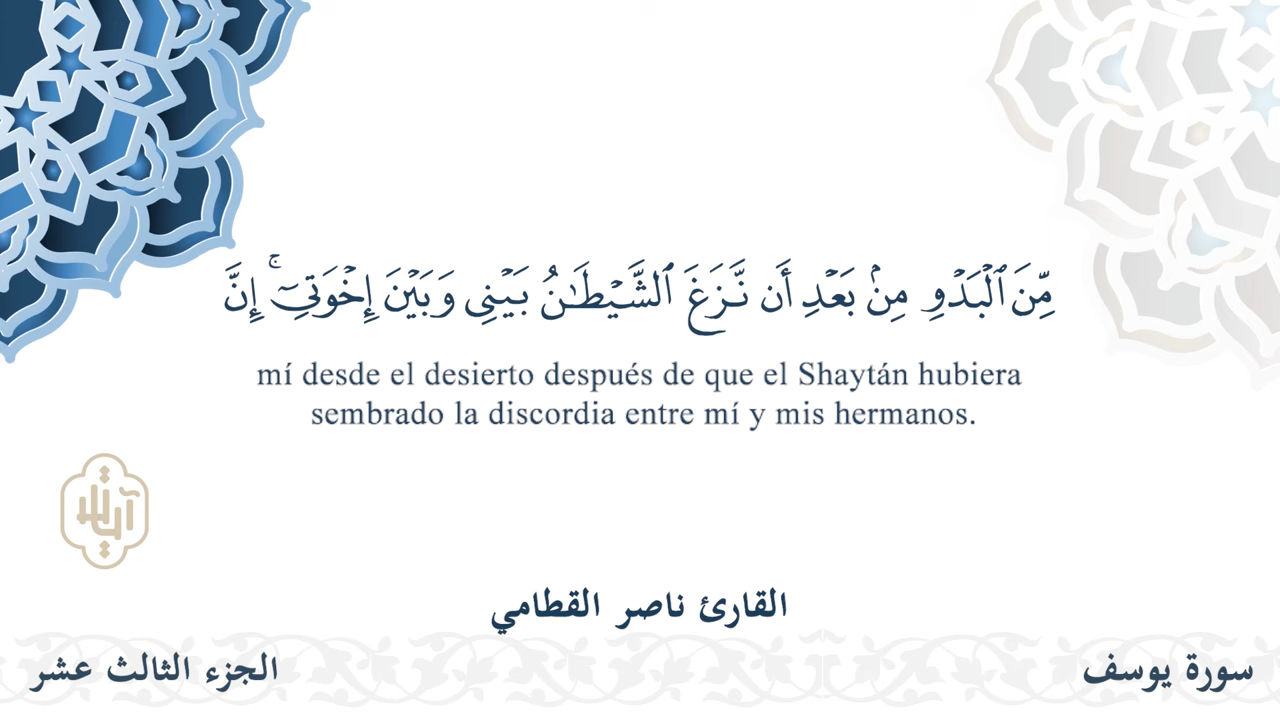 مِّنَ ٱلْبَدْوِ مِنۢ بَعْدِ أَن نَّزَغَ ٱلشَّيْطَـٰنُ بَيْنِى وَبَيْنَ إِخْوَتِىٓ ۚ إِنَّ
mí desde el desierto después de que el Shaytán hubiera
sembrado la discordia entre mí y mis hermanos.
القارئ ناصر القطامي
سورة يوسف
الجزء الثالث عشر